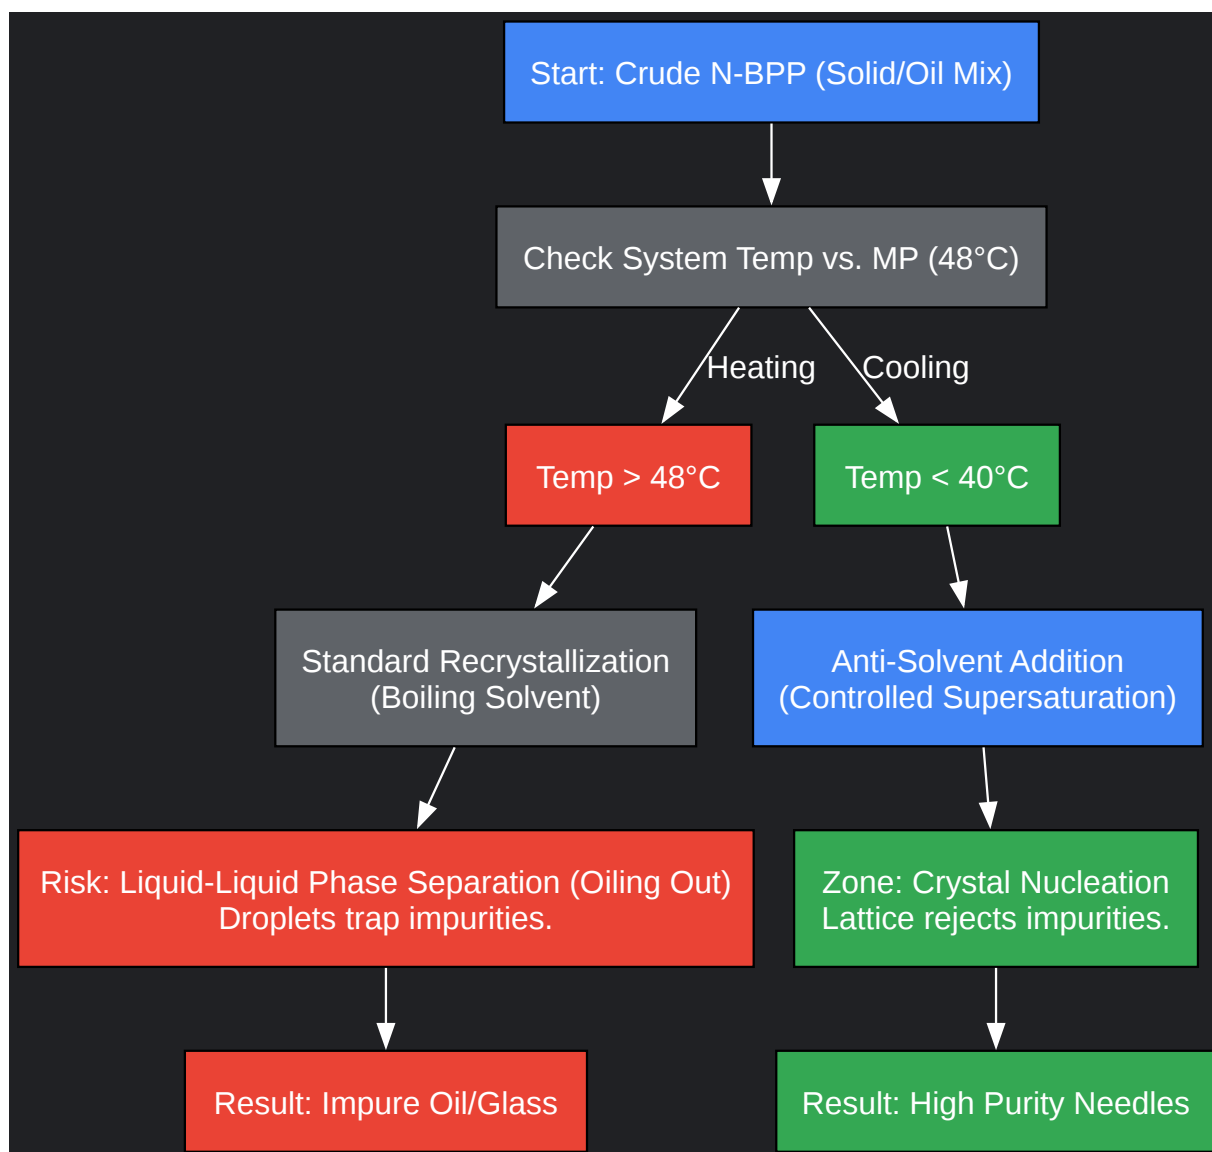 Start: Crude N-BPP (Solid/Oil Mix)
Check System Temp vs. MP (48°C)
Heating
Cooling
Temp > 48°C
Temp < 40°C
Standard Recrystallization
(Boiling Solvent)
Anti-Solvent Addition
(Controlled Supersaturation)
Risk: Liquid-Liquid Phase Separation (Oiling Out)
Droplets trap impurities.
Zone: Crystal Nucleation
Lattice rejects impurities.
Result: Impure Oil/Glass
Result: High Purity Needles